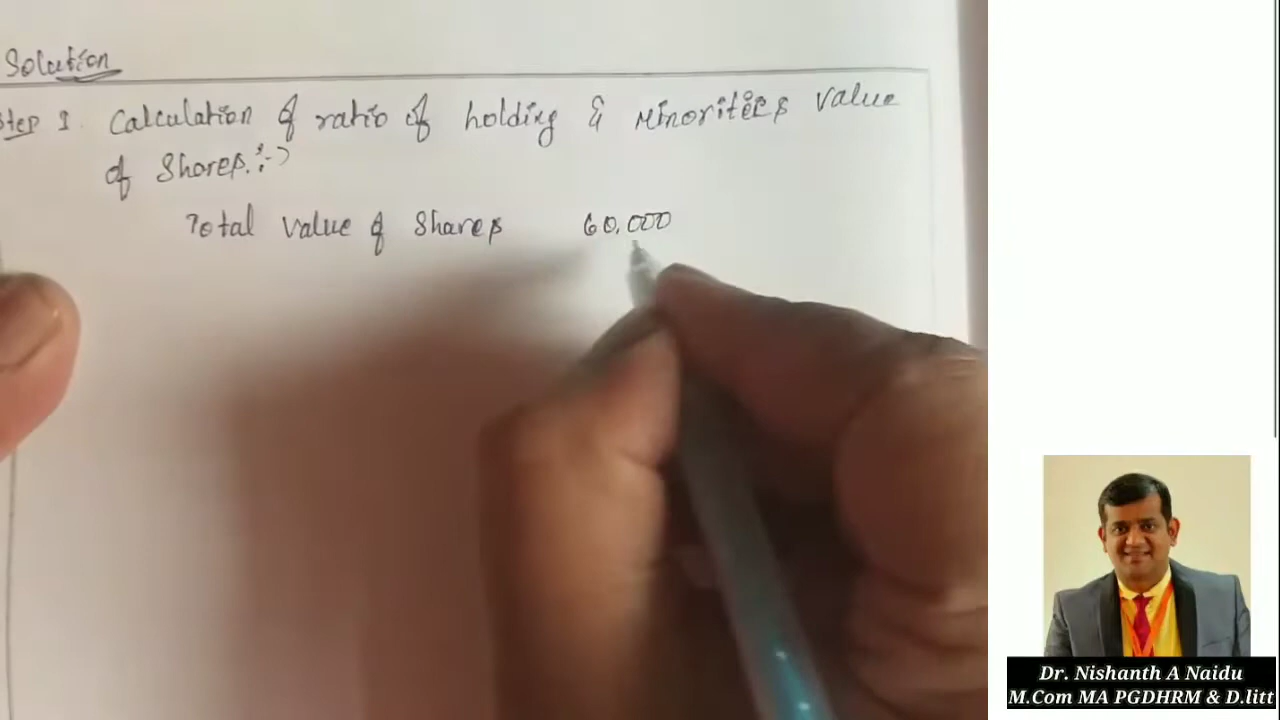 Solution
Step 1 Calculation of ratio of holding & minorities value
of Shares:-
Total value of Shares 60,000
Dr. Nishanth A Naidu
M.Com MA PGDHRM & D.litt